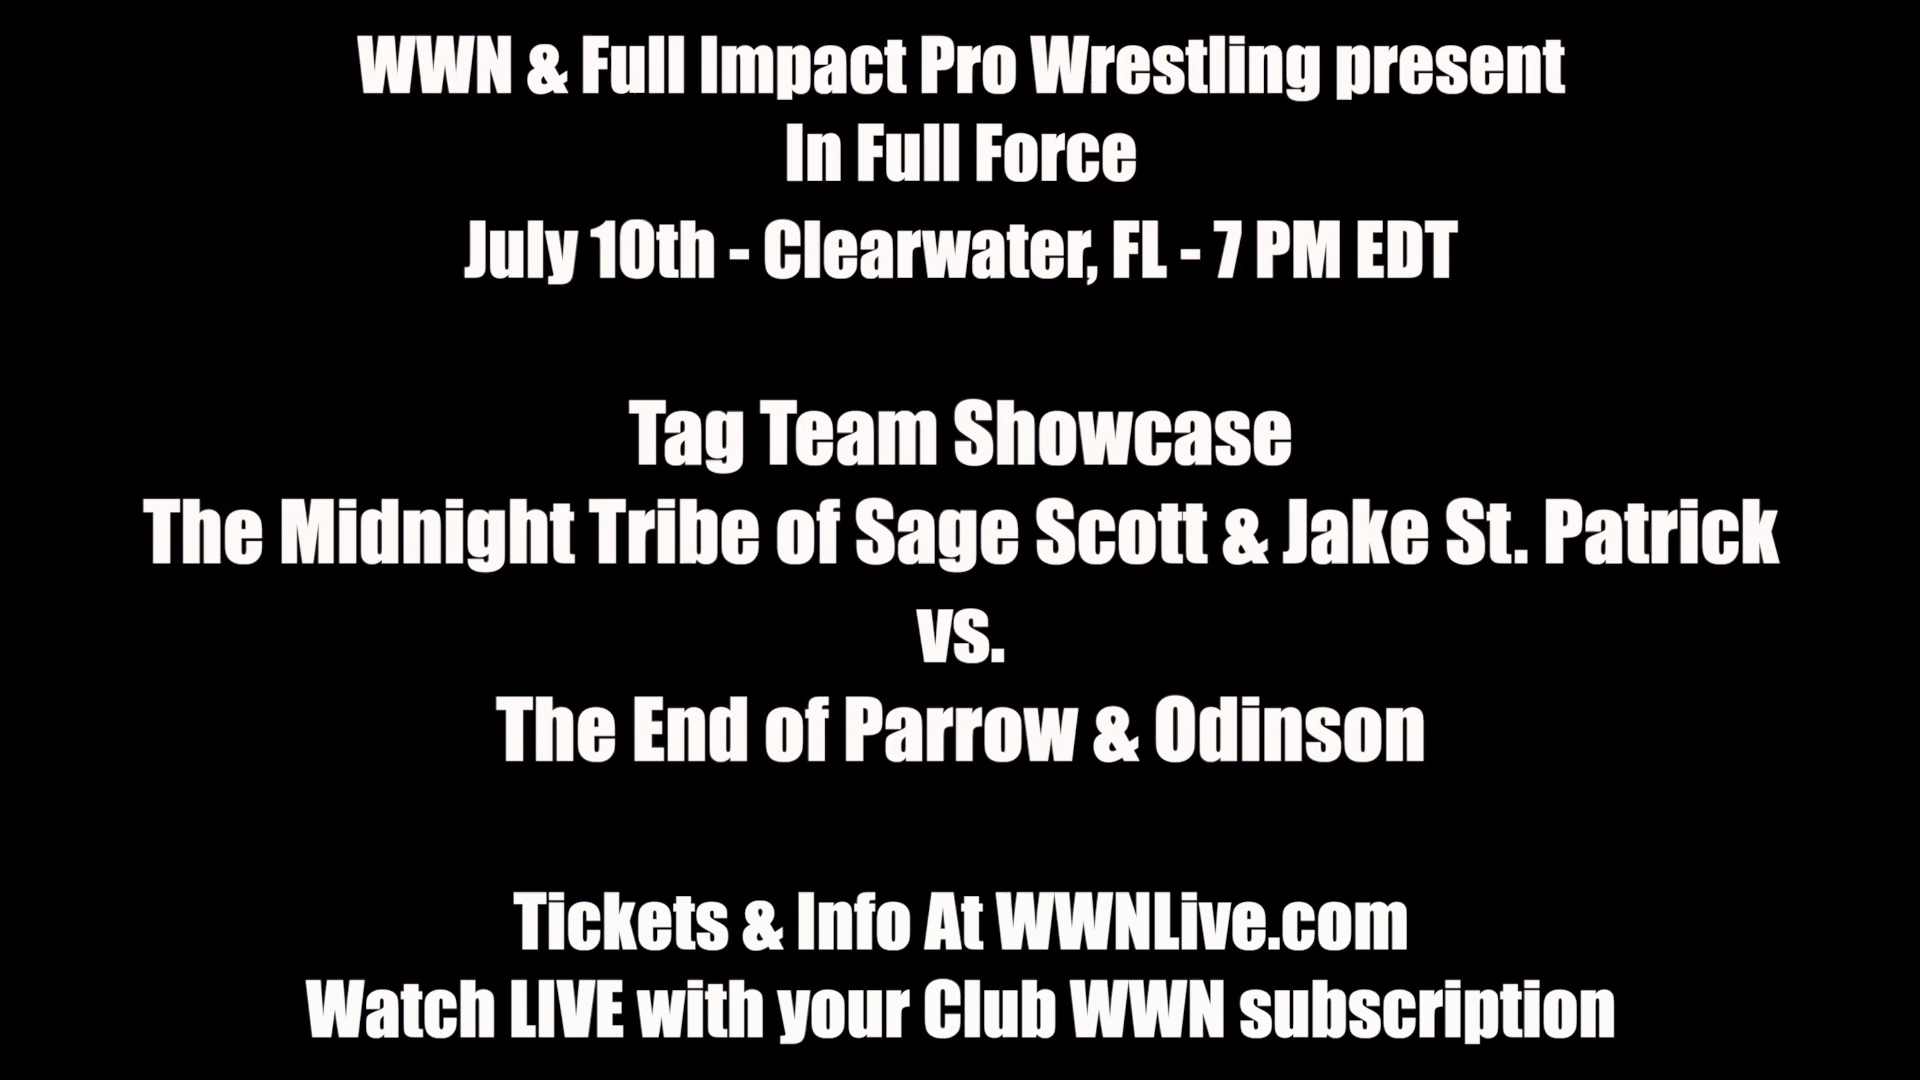 WWN & Full Impact Pro Wrestling present
In Full Force
July 10th - Clearwater, FL - 7 PM EDT
Tag Team Showcase
The Midnight Tribe of Sage Scott & Jake St. Patrick
vs.
The End of Parrow & Odinson
Tickets & Info At WWNLive.com
Watch LIVE with your Club WWN subscription